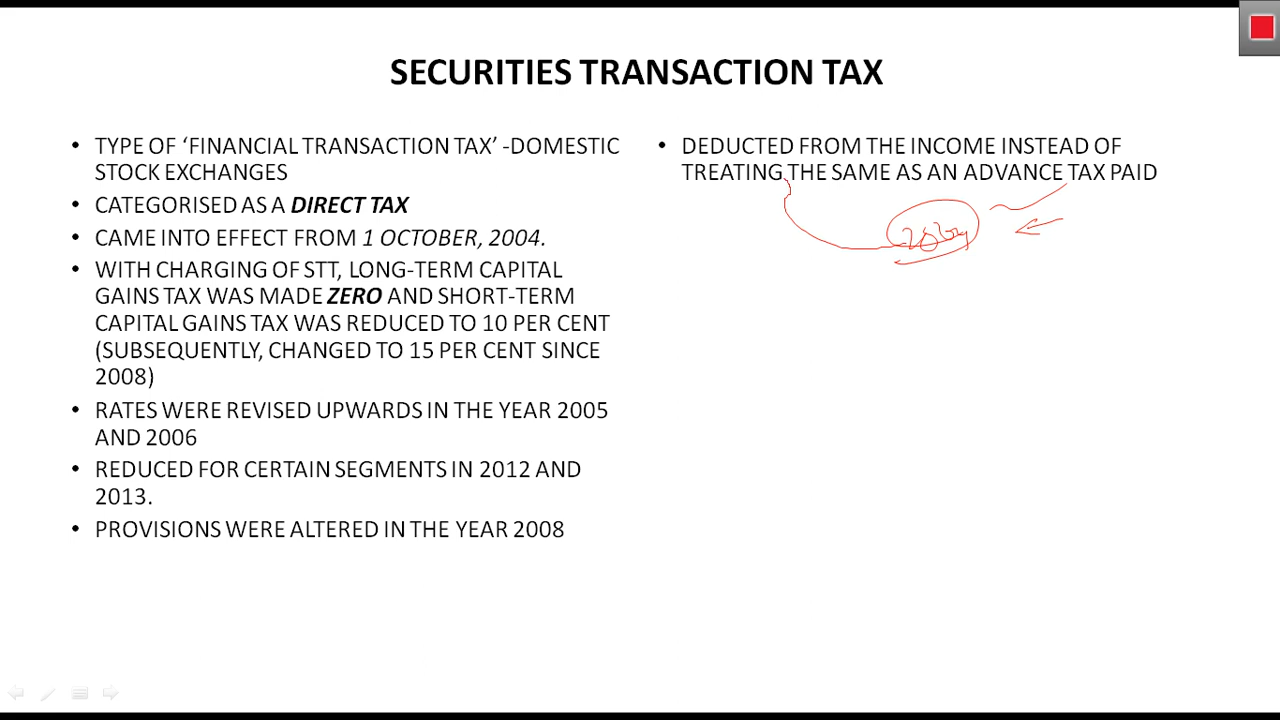 SECURITIES TRANSACTION TAX
• TYPE OF ‘FINANCIAL TRANSACTION TAX’ -DOMESTIC
STOCK EXCHANGES
• CATEGORISED AS A DIRECT TAX
• CAME INTO EFFECT FROM 1 OCTOBER, 2004.
• WITH CHARGING OF STT, LONG-TERM CAPITAL
GAINS TAX WAS MADE ZERO AND SHORT-TERM
CAPITAL GAINS TAX WAS REDUCED TO 10 PER CENT
(SUBSEQUENTLY, CHANGED TO 15 PER CENT SINCE
2008)
• RATES WERE REVISED UPWARDS IN THE YEAR 2005
AND 2006
• REDUCED FOR CERTAIN SEGMENTS IN 2012 AND
2013.
• PROVISIONS WERE ALTERED IN THE YEAR 2008
• DEDUCTED FROM THE INCOME INSTEAD OF
TREATING THE SAME AS AN ADVANCE TAX PAID